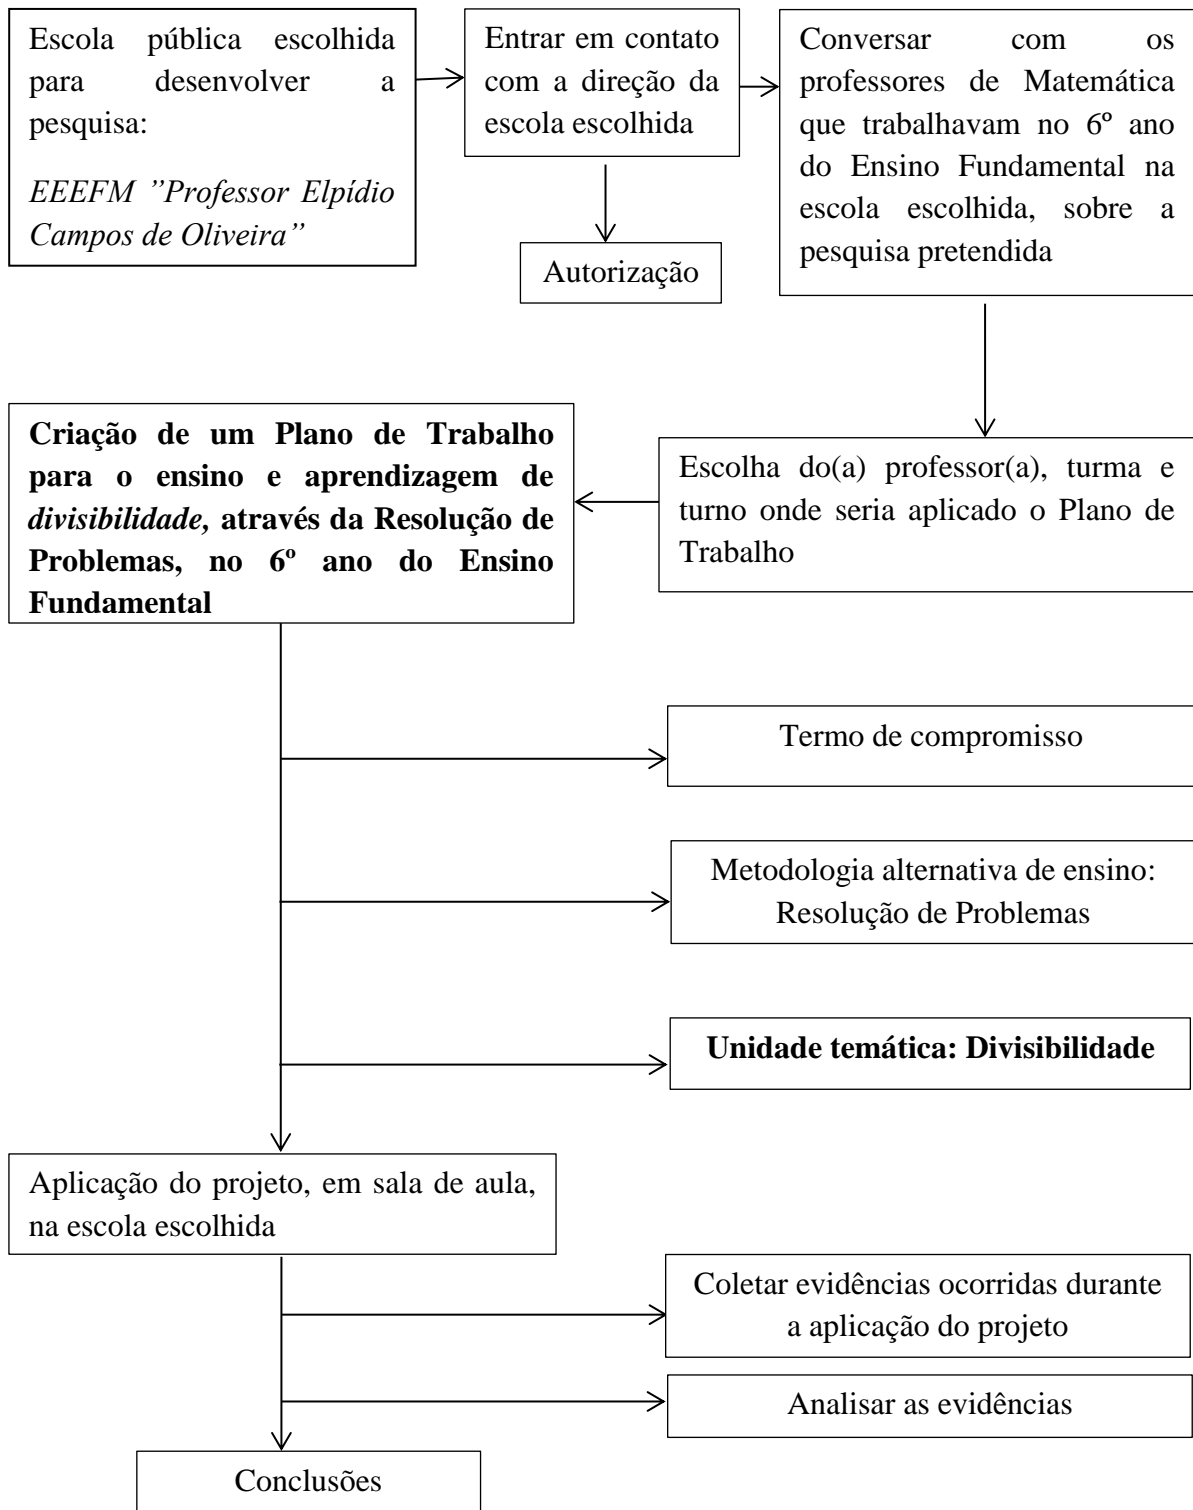 Escola pública escolhida
para desenvolver a
pesquisa:
EEEFM ”Professor Elpídio
Campos de Oliveira”
Entrar em contato
com a direção da
escola escolhida
Autorização
Conversar com os
professores de Matemática
que trabalhavam no 6º ano
do Ensino Fundamental na
escola escolhida, sobre a
pesquisa pretendida
Escolha do(a) professor(a), turma e
turno onde seria aplicado o Plano de
Trabalho
Criação de um Plano de Trabalho
para o ensino e aprendizagem de
divisibilidade, através da Resolução de
Problemas, no 6º ano do Ensino
Fundamental
Termo de compromisso
Metodologia alternativa de ensino:
Resolução de Problemas
Unidade temática: Divisibilidade
Aplicação do projeto, em sala de aula,
na escola escolhida
Coletar evidências ocorridas durante
a aplicação do projeto
Analisar as evidências
Conclusões